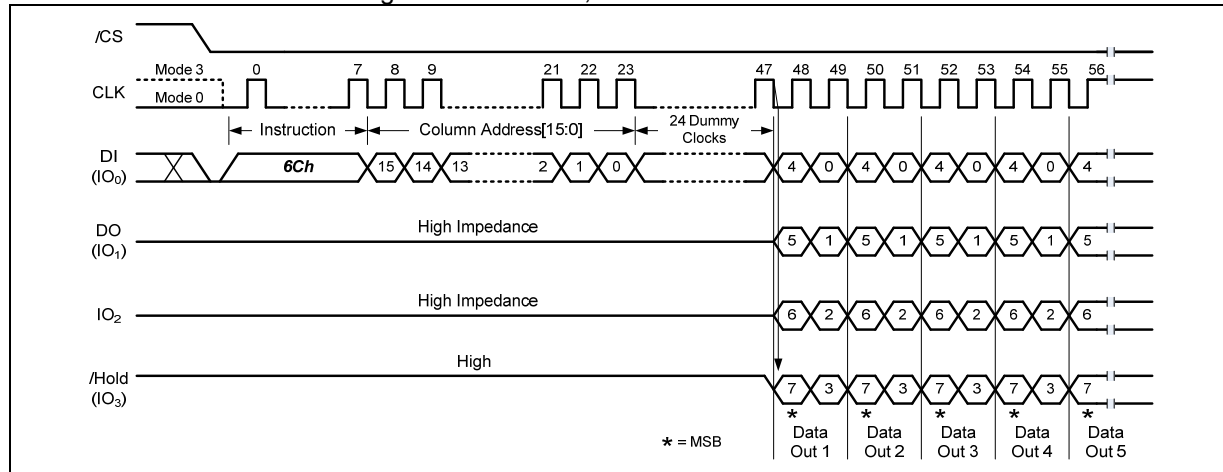 /CS
Mode 3
0 7 8 9 21 22 23 47 48 49 50 51 52 53 54 55 56
CLK
Mode 0
Instruction
Column Address[15:0]
24 Dummy
Clocks
DI
(IO0)
6Ch 15 14 13 2 1 0 4 0 4 0 4 0 4 0 4
High Impedance
DO
(IO1)
5 1 5 1 5 1 5 1 5
High Impedance
IO2
6 2 6 2 6 2 6 2 6
High
/Hold
(IO3)
7 3 7 3 7 3 7 3 7
* * * * *
* = MSB
Data
Out 1
Data
Out 2
Data
Out 3
Data
Out 4
Data
Out 5